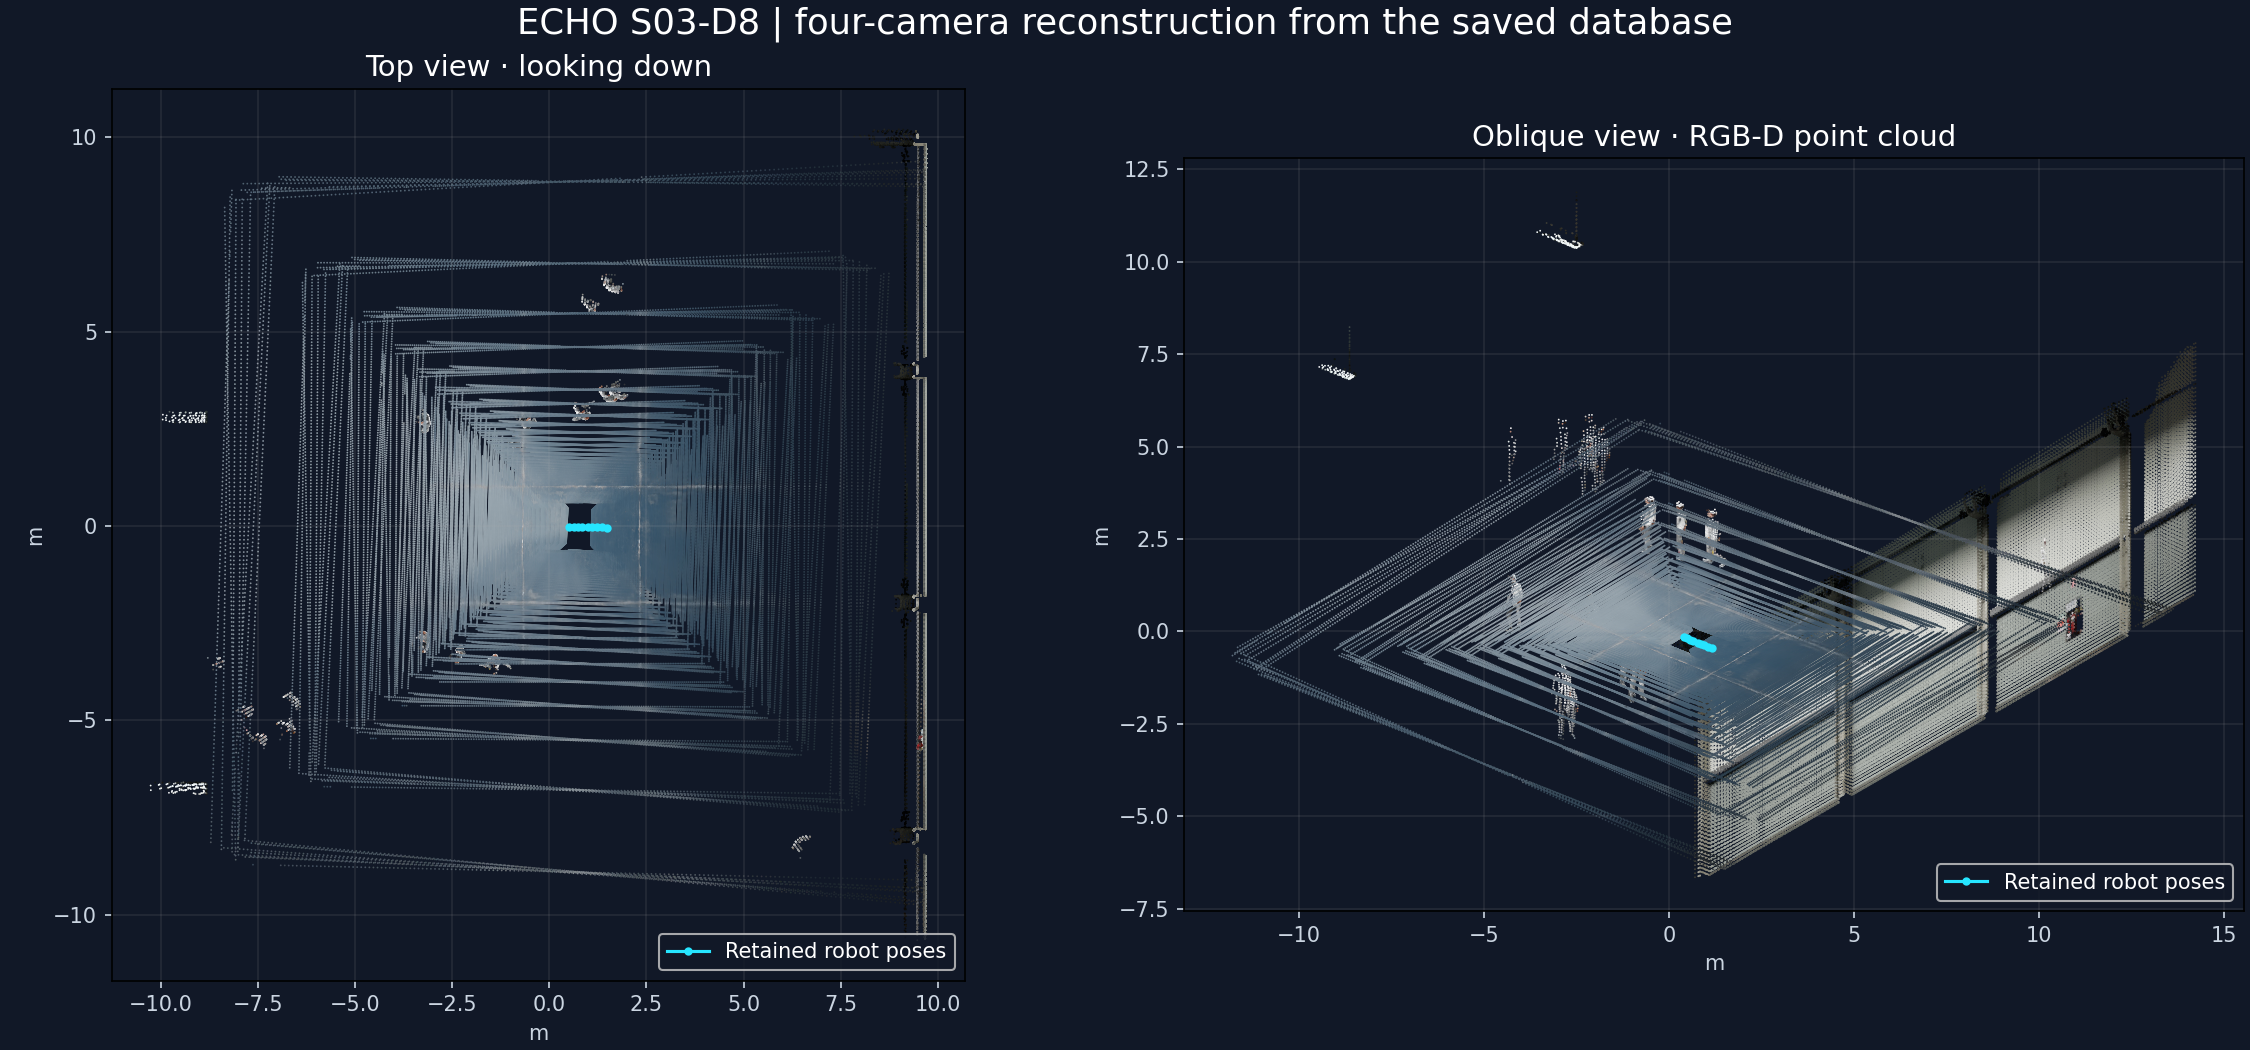 ECHO S03-D8 | four-camera reconstruction from the saved database
Top view · looking down
10
5
0
−5
−10
m
−10.0 −7.5 −5.0 −2.5 0.0 2.5 5.0 7.5 10.0
m
Retained robot poses
Oblique view · RGB-D point cloud
12.5
10.0
7.5
5.0
2.5
0.0
−2.5
−5.0
−7.5
m
−10 −5 0 5 10 15
m
Retained robot poses